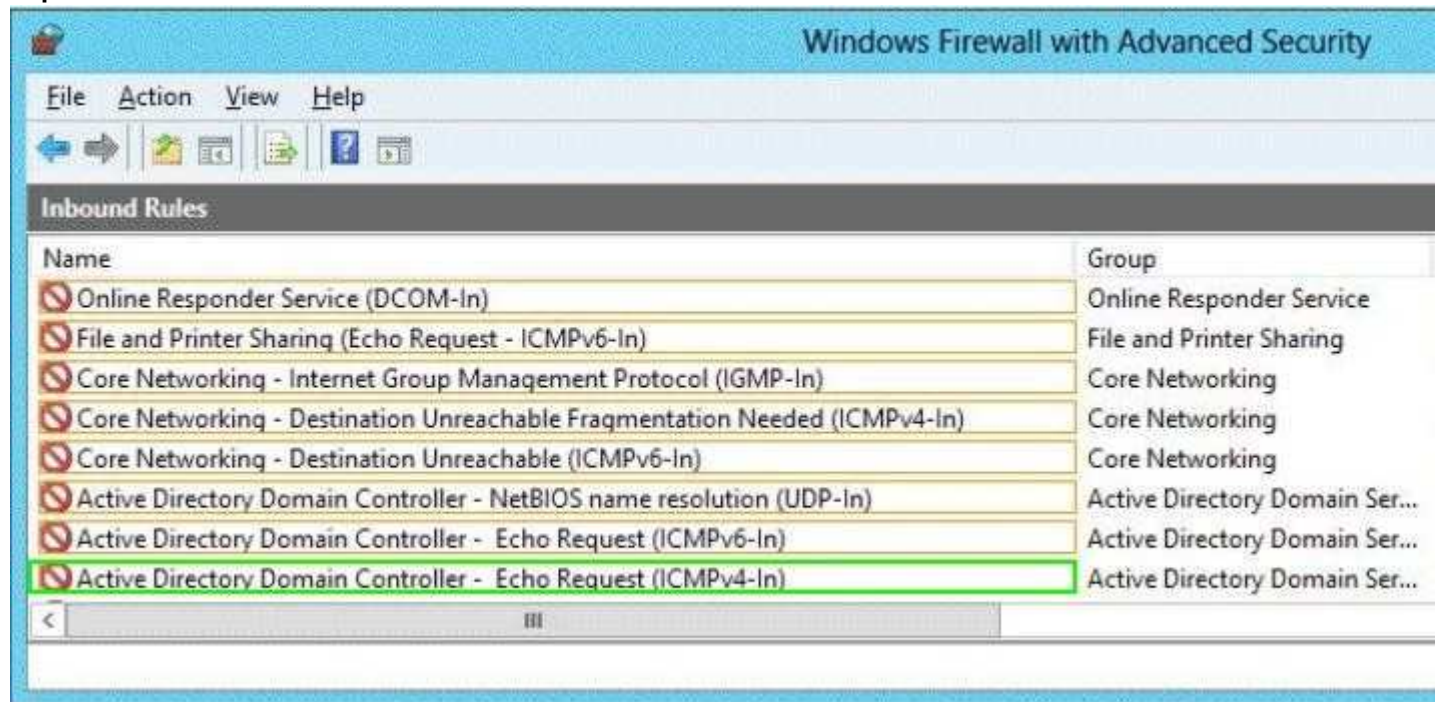 Windows Firewall with Advanced Security
File Action View Help
Inbound Rules
Name Group
Online Responder Service (DCOM-In) Online Responder Service
File and Printer Sharing (Echo Request - ICMPv6-In) File and Printer Sharing
Core Networking - Internet Group Management Protocol (IGMP-In) Core Networking
Core Networking - Destination Unreachable Fragmentation Needed (ICMPv4-In) Core Networking
Core Networking - Destination Unreachable (ICMPv6-In) Core Networking
Active Directory Domain Controller - NetBIOS name resolution (UDP-In) Active Directory Domain Ser...
Active Directory Domain Controller - Echo Request (ICMPv6-In) Active Directory Domain Ser...
Active Directory Domain Controller - Echo Request (ICMPv4-In) Active Directory Domain Ser...